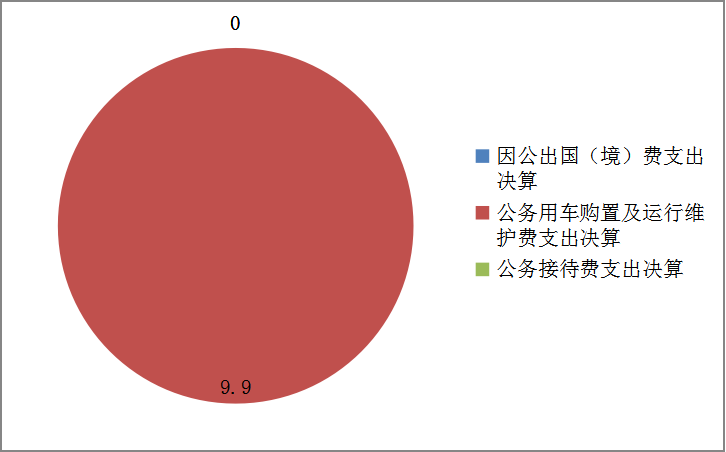 0
因公出国（境）费支出
决算
公务用车购置及运行维
护费支出决算
公务接待费支出决算
9.9